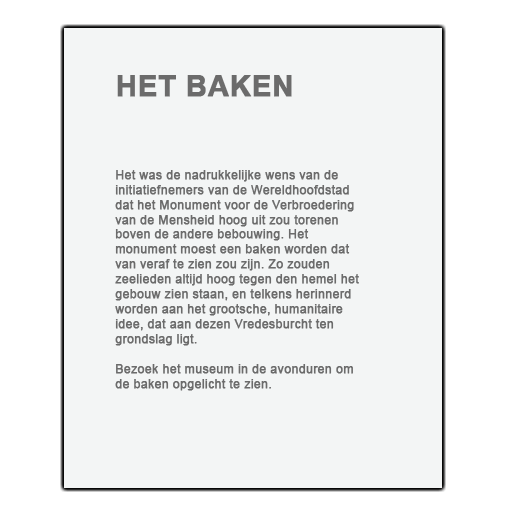 HET BAKEN
Het was de nadrukkelijke wens van de
initiatiefnemers van de Wereldhoofdstad
dat het Monument voor de Verbroedering
van de Mensheid hoog uit zou torenen
boven de andere bebouwing. Het
monument moest een baken worden dat
van veraf te zien zou zijn. Zo zouden
zeelieden altijd hoog tegen den hemel het
gebouw zien staan, en telkens herinnerd
worden aan het grootsche, humanitaire
idee, dat aan dezen Vredesburcht ten
grondslag ligt.
Bezoek het museum in de avonduren om
de baken opgelicht te zien.